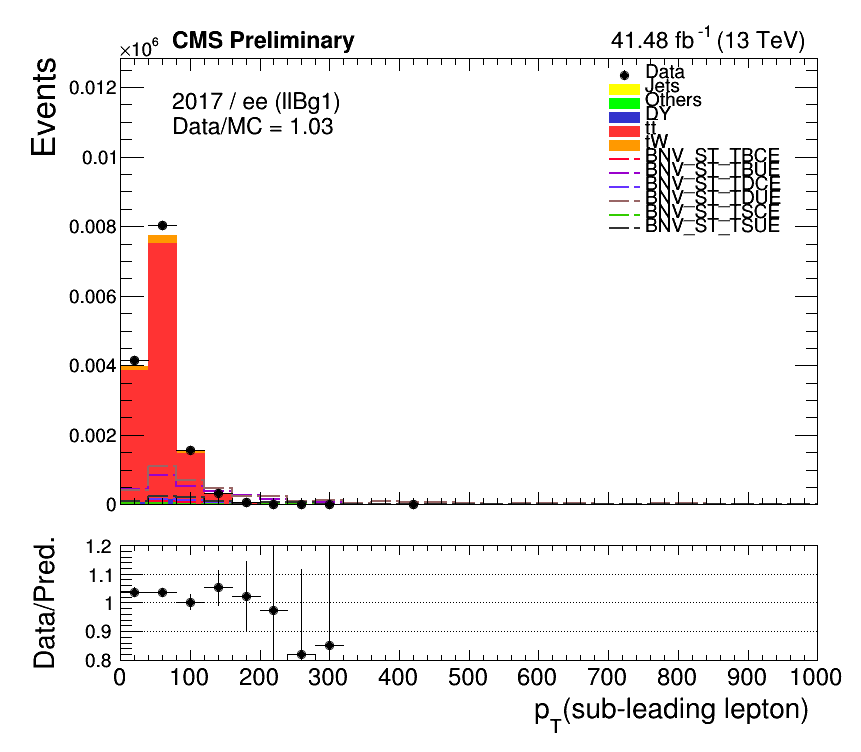 ×10⁶ CMS Preliminary 41.48 fb⁻¹ (13 TeV)
Events
0.012
0.01
0.008
0.006
0.004
0.002
0
2017 / ee (llBg1)
Data/MC = 1.03
Data
Jets
Others
DY
tt
tW
BNV_ST_TBCE
BNV_ST_TBUE
BNV_ST_TDCE
BNV_ST_TDUE
BNV_ST_TSCE
BNV_ST_TSUE
Data/Pred.
1.2
1.1
1
0.9
0.8
0 100 200 300 400 500 600 700 800 900 1000
p_T(sub-leading lepton)